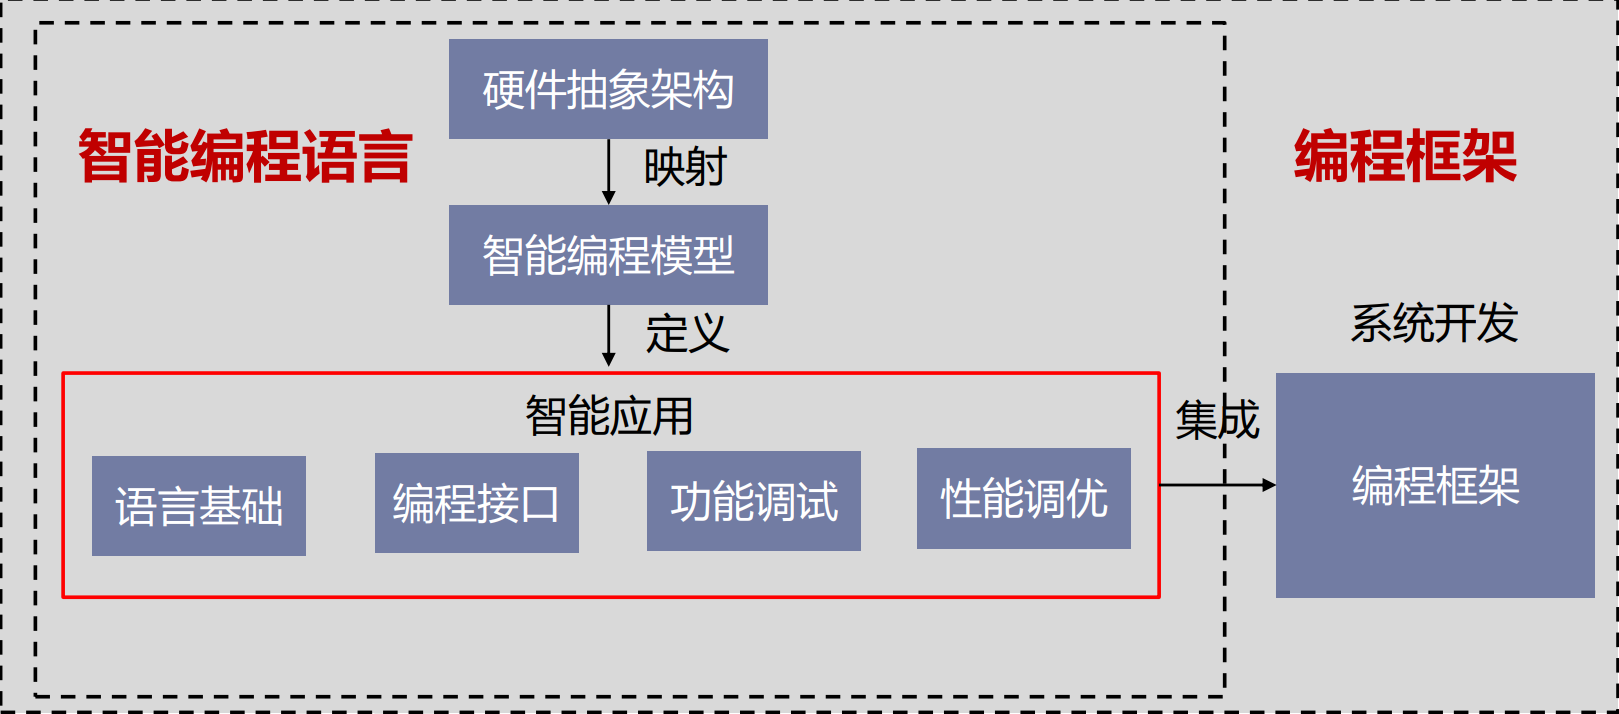 硬件抽象架构
智能编程语言
编程框架
映射
智能编程模型
定义
系统开发
智能应用
集成
语言基础
编程接口
功能调试
性能调优
编程框架